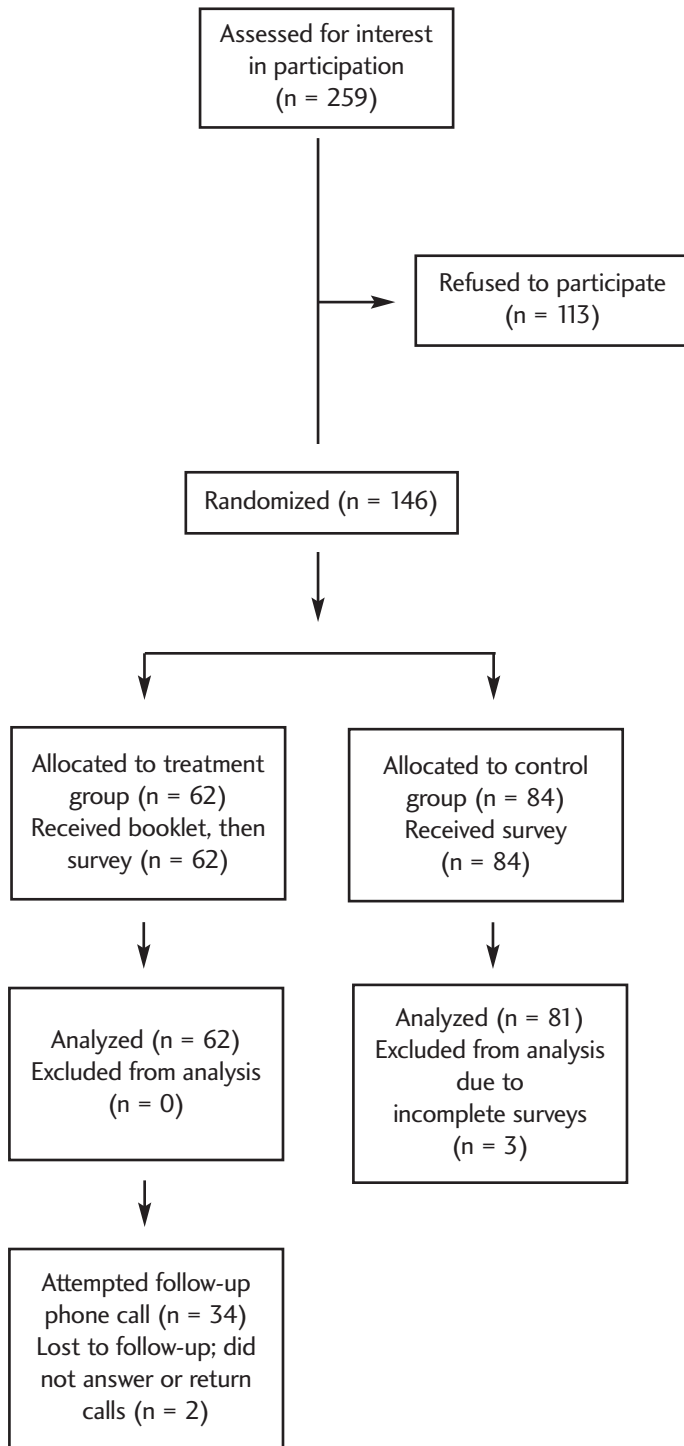 Assessed for interest
in participation
(n = 259)
Refused to participate
(n = 113)
Randomized (n = 146)
Allocated to treatment
group (n = 62)
Received booklet, then
survey (n = 62)
Allocated to control
group (n = 84)
Received survey
(n = 84)
Analyzed (n = 62)
Excluded from analysis
(n = 0)
Analyzed (n = 81)
Excluded from analysis
due to
incomplete surveys
(n = 3)
Attempted follow-up
phone call (n = 34)
Lost to follow-up; did
not answer or return
calls (n = 2)